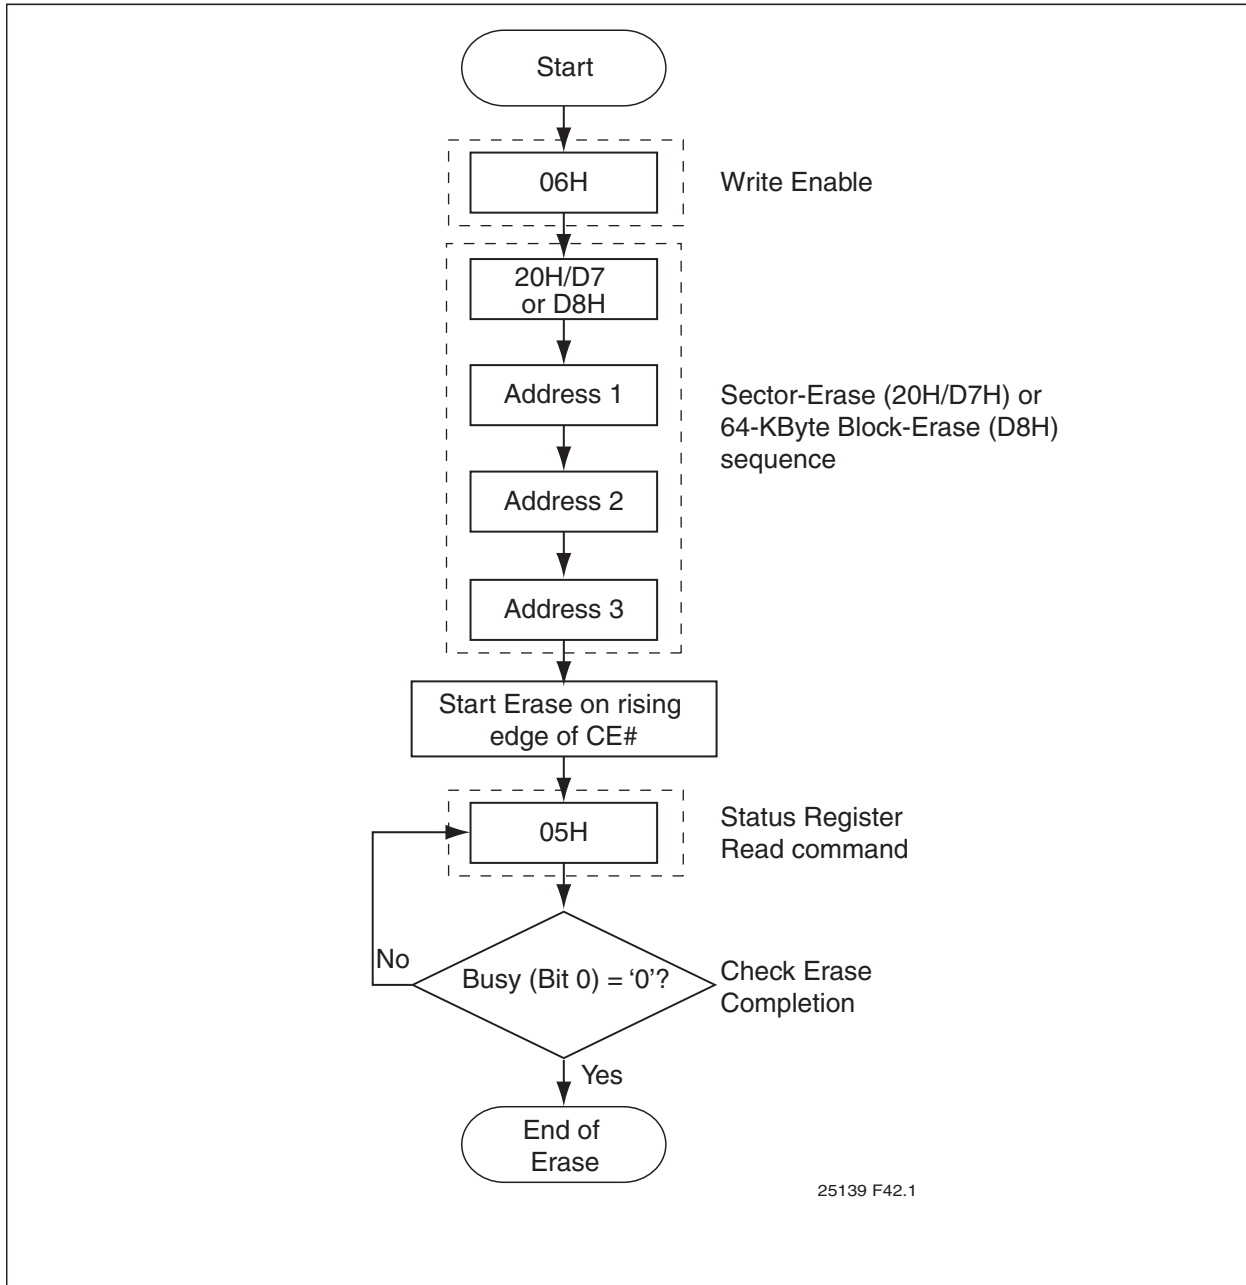 Start
06H
Write Enable
20H/D7
or D8H
Address 1
Sector-Erase (20H/D7H) or
64-KByte Block-Erase (D8H)
sequence
Address 2
Address 3
Start Erase on rising
edge of CE#
05H
Status Register
Read command
No
Busy (Bit 0) = ‘0’?
Check Erase
Completion
Yes
End of
Erase
25139 F42.1